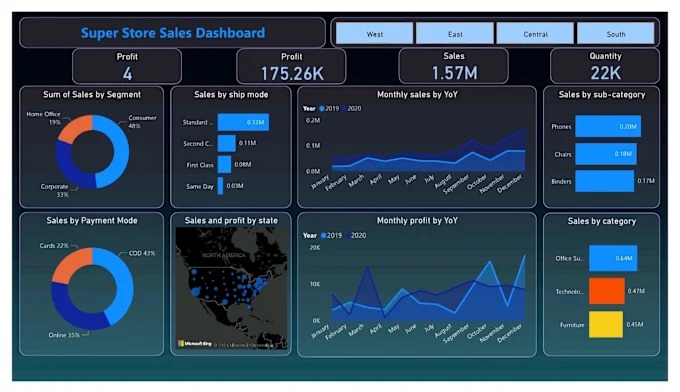 Super Store Sales Dashboard
West
East
Central
South
Profit
4
Profit
175.26K
Sales
1.57M
Quantity
22K
Sum of Sales by Segment
Home Office
19%
Consumer
48%
Corporate
33%
Sales by ship mode
Standard ...
0.33M
Second C...
0.11M
First Class
0.08M
Same Day
0.03M
Monthly sales by YoY
Year 2019 2020
0.2M
0.1M
0.0M
January
February
March
April
May
June
July
August
September
October
November
December
Sales by sub-category
Phones
0.20M
Chairs
0.18M
Binders
0.17M
Sales by Payment Mode
Cards 22%
COD 43%
Online 35%
Sales and profit by state
NORTH AMERICA
Microsoft Bing
Monthly profit by YoY
Year 2019 2020
20K
10K
0K
January
February
March
April
May
June
July
August
September
October
November
December
Sales by category
Office Su...
0.64M
Technolo...
0.47M
Furniture
0.45M